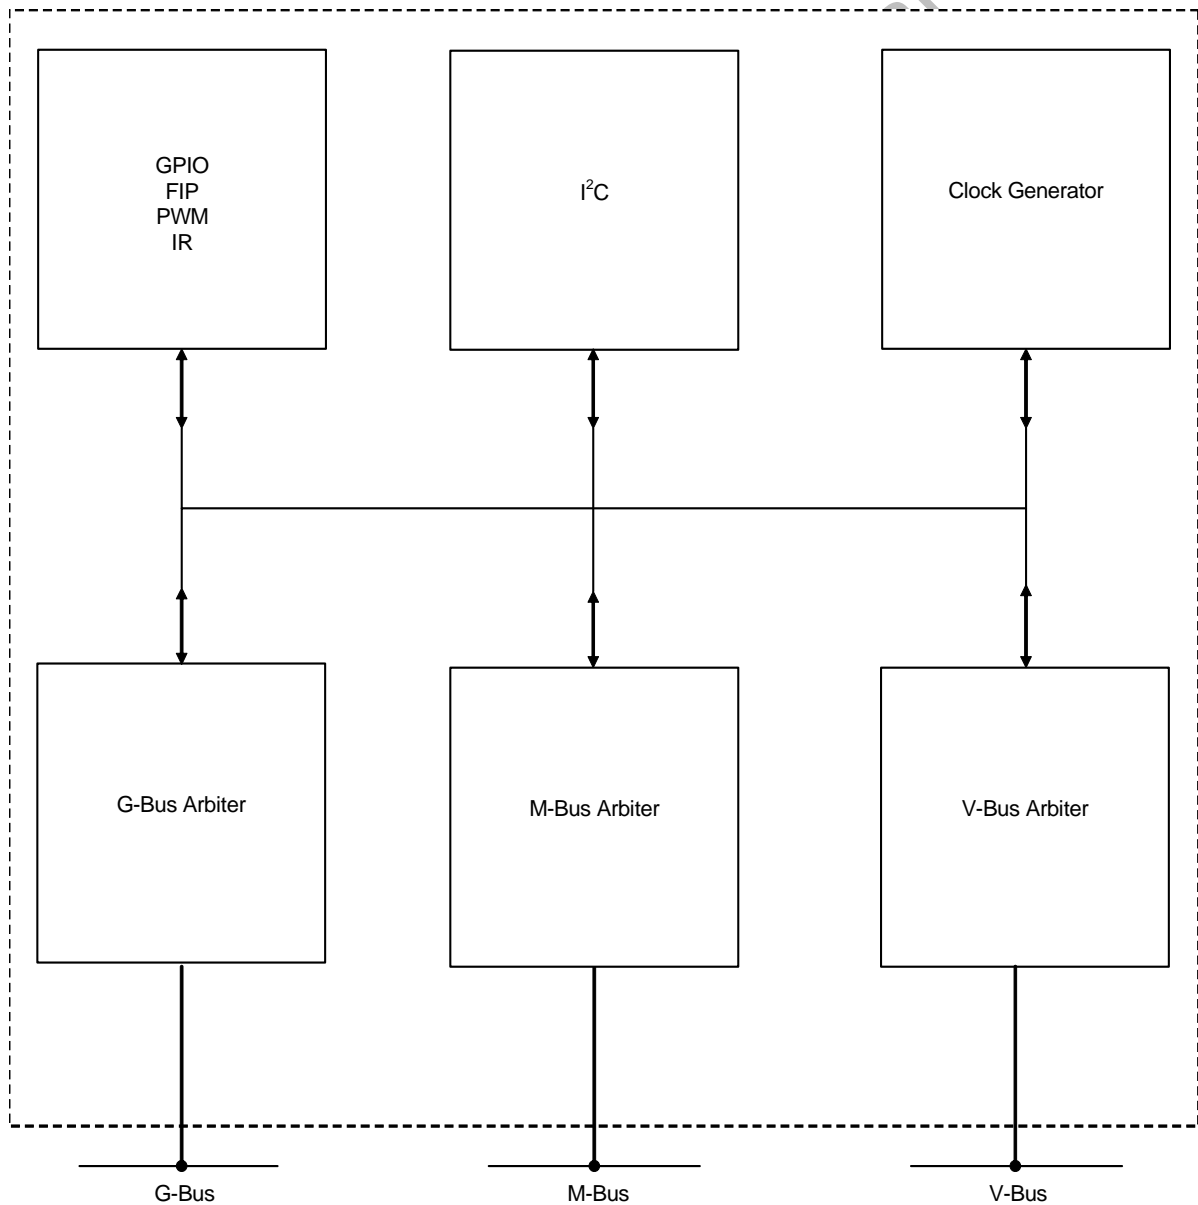 GPIO
FIP
PWM
IR
I²C
Clock Generator
G-Bus Arbiter
M-Bus Arbiter
V-Bus Arbiter
G-Bus
M-Bus
V-Bus